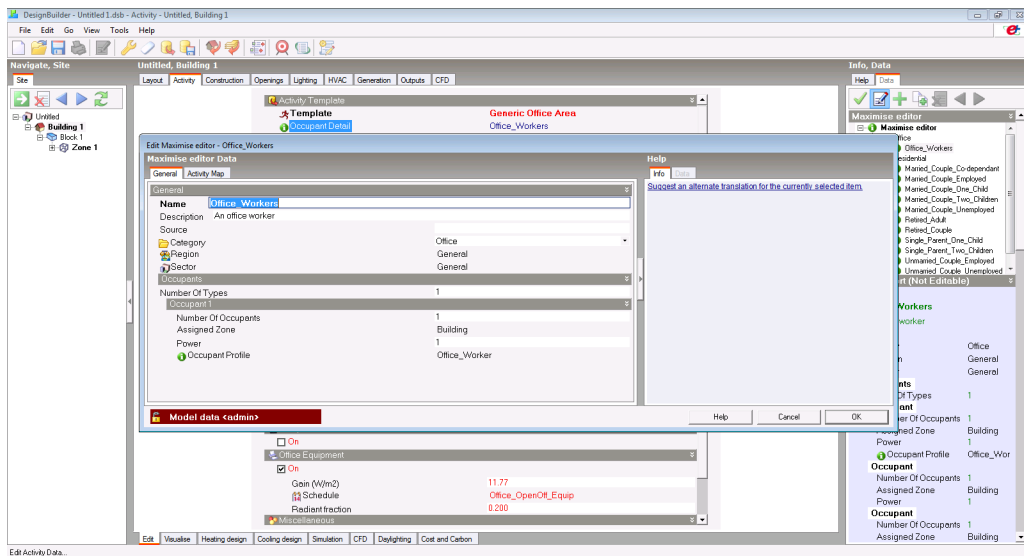 DesignBuilder - Untitled 1.dsb - Activity - Untitled, Building 1
File Edit Go View Tools Help
Navigate, Site
Site
Untitled
Building 1
Block 1
Zone 1
Untitled, Building 1
Layout Activity Construction Openings Lighting HVAC Generation Outputs CFD
Activity Template
Template Generic Office Area
Occupant Detail Office_Workers
Edit Maximise editor - Office_Workers
Maximise editor Data
General Activity Map
General
Name Office_Workers
Description An office worker
Source
Category Office
Region General
Sector General
Occupants
Number Of Types 1
Occupant 1
Number Of Occupants 1
Assigned Zone Building
Power 1
Occupant Profile Office_Worker
Model data <admin>
Help
Info Data
Suggest an alternate translation for the currently selected item.
Help Cancel OK
On
Office Equipment
On
Gain (W/m2) 11.77
Schedule Office_OpenOff_Equip
Radiant fraction 0.200
Miscellaneous
Edit Visualise Heating design Cooling design Simulation CFD Daylighting Cost and Carbon
Edit Activity Data...
Info, Data
Help Data
Maximise editor
Maximise editor
Office_Workers
Married_Couple_Co-dependant
Married_Couple_Employed
Married_Couple_One_Child
Married_Couple_Two_Children
Married_Couple_Unemployed
Retired_Adult
Retired_Couple
Single_Parent_One_Child
Single_Parent_Two_Children
Unmarried_Couple_Employed
Unmarried_Couple_Unemployed
(Not Editable)
Workers
worker
Office
General
General
Of Types 1
Number Of Occupants 1
Assigned Zone Building
Power 1
Occupant Profile Office_Wor
Occupant
Number Of Occupants 1
Assigned Zone Building
Power 1
Occupant
Number Of Occupants 1
Assigned Zone Building